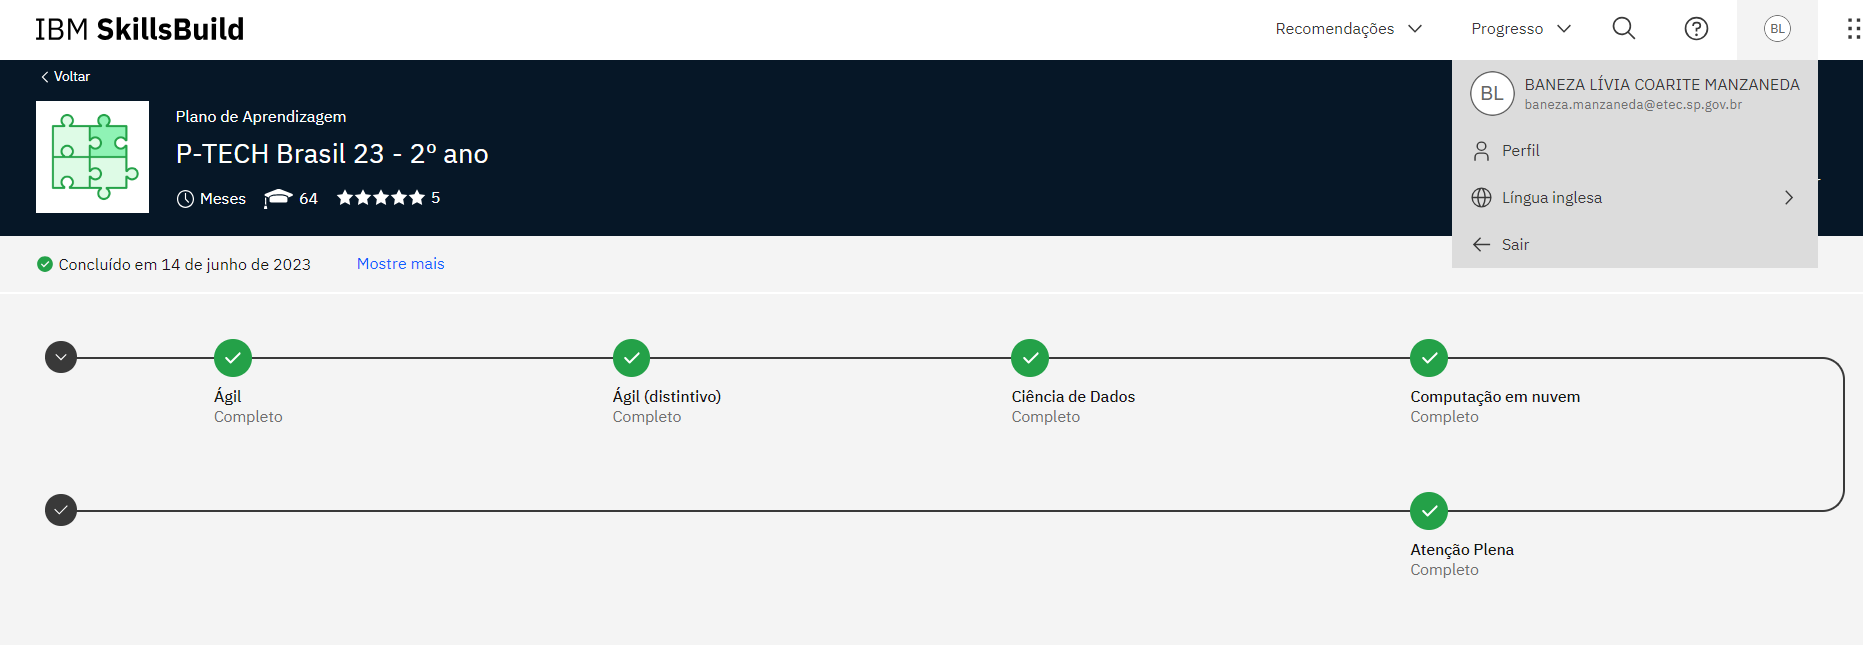 IBM SkillsBuild
Recomendações
Progresso
BL
Voltar
BL
BANEZA LÍVIA COARITE MANZANEDA
baneza.manzaneda@etec.sp.gov.br
Plano de Aprendizagem
P-TECH Brasil 23 - 2º ano
Perfil
Meses 64 5
Língua inglesa
Sair
Concluído em 14 de junho de 2023 Mostre mais
Ágil
Completo
Ágil (distintivo)
Completo
Ciência de Dados
Completo
Computação em nuvem
Completo
Atenção Plena
Completo